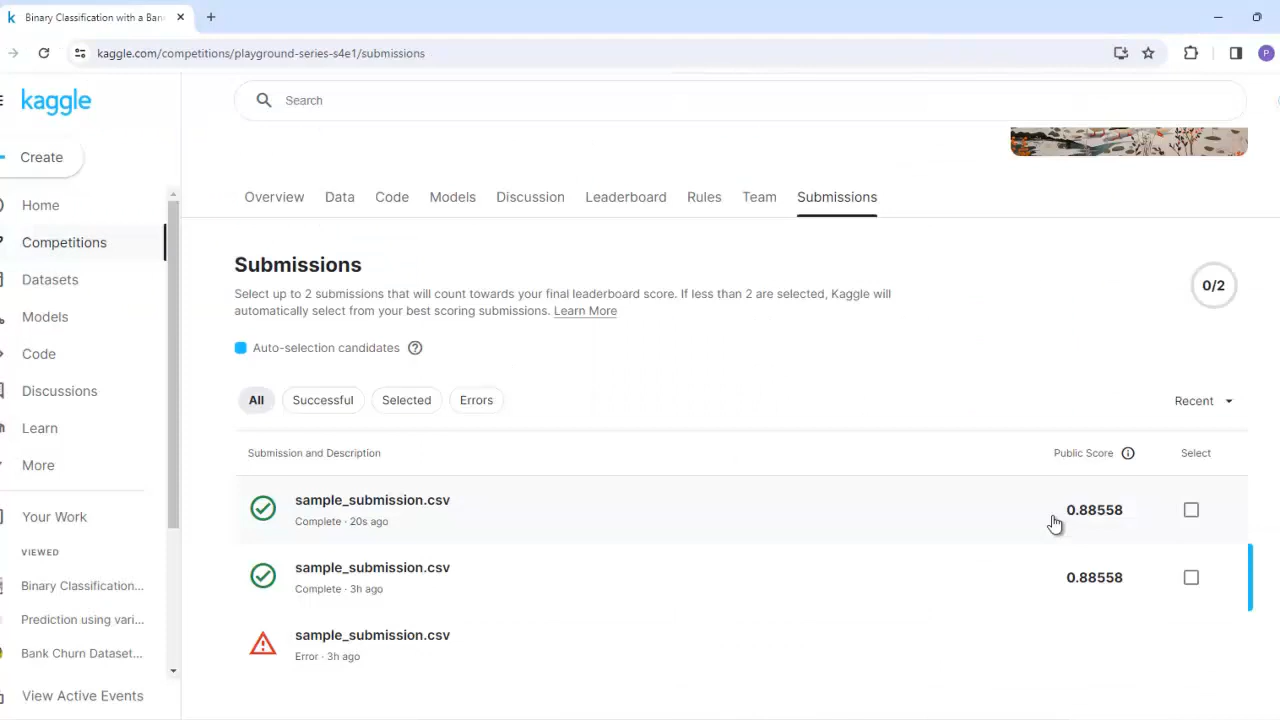 Binary Classification with a Ban
kaggle.com/competitions/playground-series-s4e1/submissions
P
kaggle
Search
Create
Home
Competitions
Datasets
Models
Code
Discussions
Learn
More
Your Work
VIEWED
Binary Classification...
Prediction using vari...
Bank Churn Dataset...
View Active Events
Overview Data Code Models Discussion Leaderboard Rules Team Submissions
Submissions
Select up to 2 submissions that will count towards your final leaderboard score. If less than 2 are selected, Kaggle will
automatically select from your best scoring submissions. Learn More
0/2
Auto-selection candidates
All Successful Selected Errors
Recent
Submission and Description Public Score Select
sample_submission.csv
Complete · 20s ago
0.88558
sample_submission.csv
Complete · 3h ago
0.88558
sample_submission.csv
Error · 3h ago